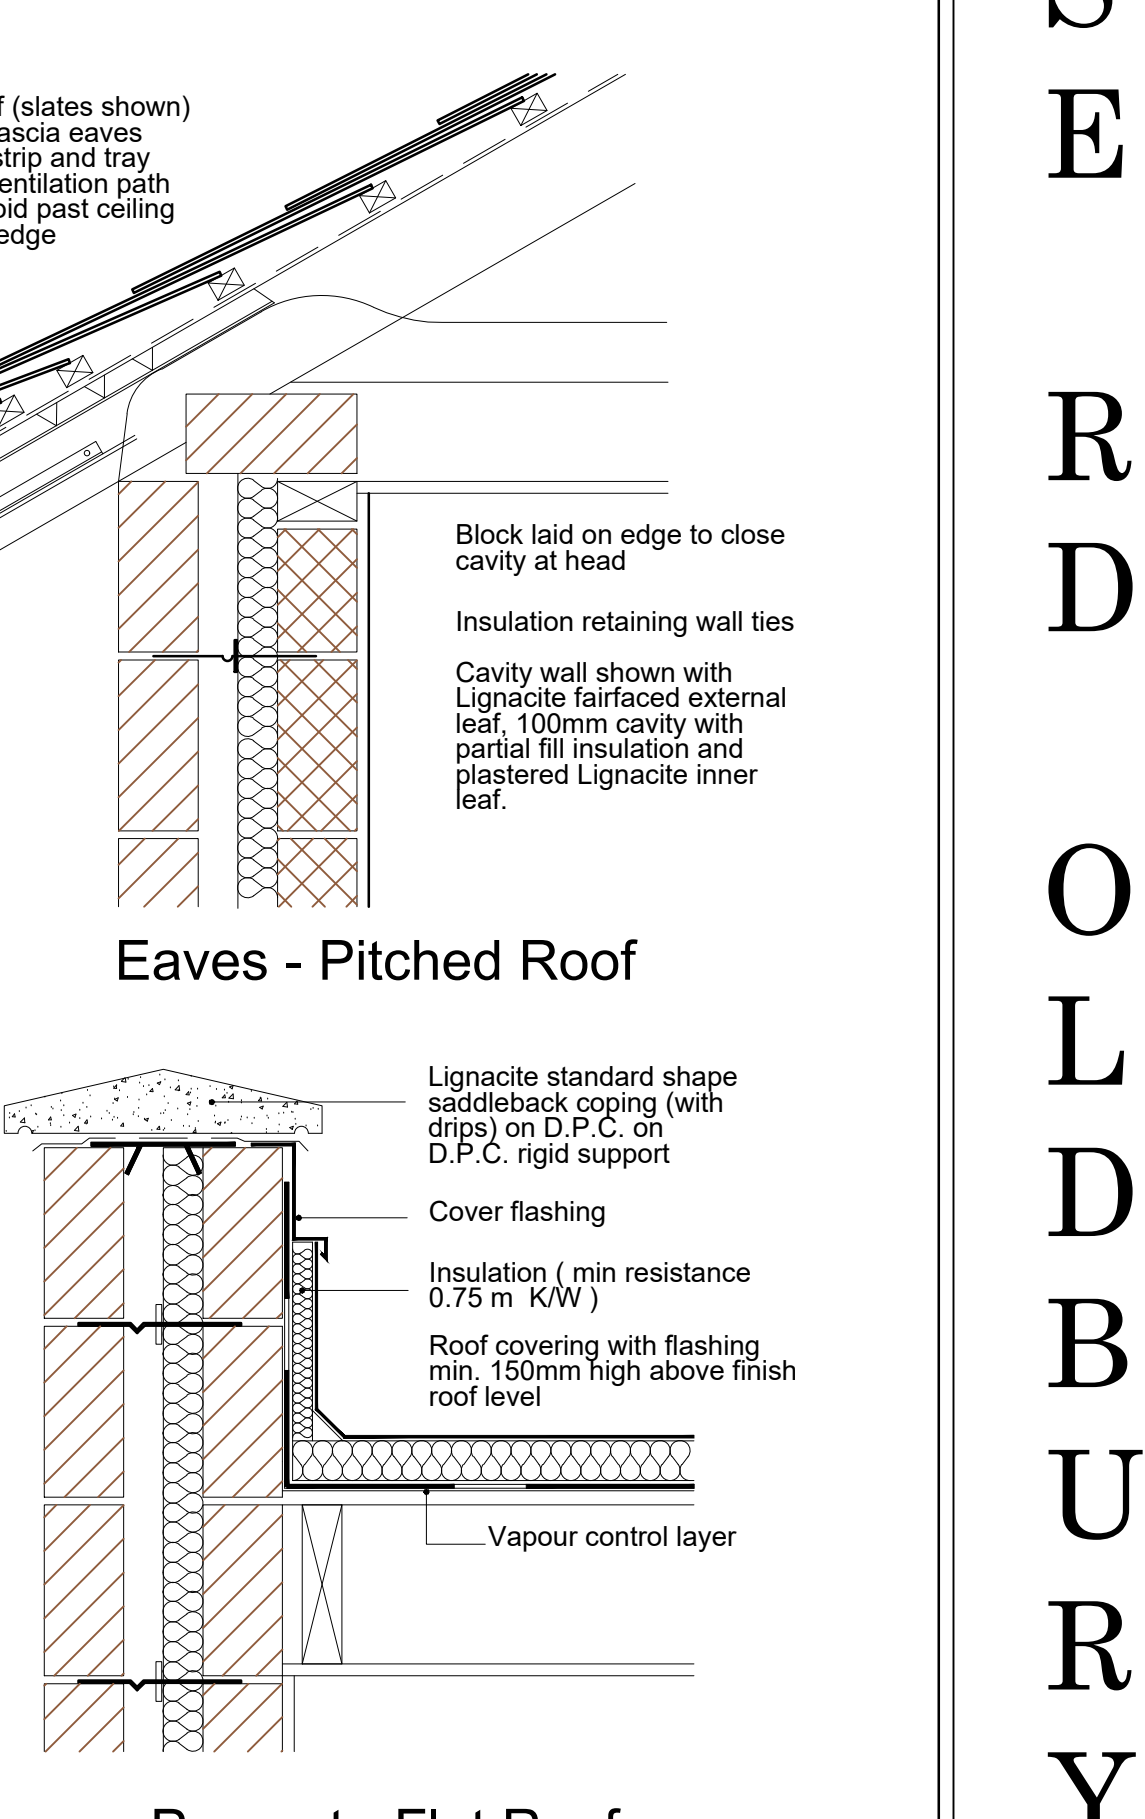 f (slates shown)
ascia eaves
strip and tray
entilation path
oid past ceiling
edge
Block laid on edge to close
cavity at head
Insulation retaining wall ties
Cavity wall shown with
Lignacite fairfaced external
leaf, 100mm cavity with
partial fill insulation and
plastered Lignacite inner
leaf.
Eaves - Pitched Roof
Lignacite standard shape
saddleback coping (with
drips) on D.P.C. on
D.P.C. rigid support
Cover flashing
Insulation ( min resistance
0.75 m  K/W )
Roof covering with flashing
min. 150mm high above finish
roof level
Vapour control layer
S
E
R
D
O
L
D
B
U
R
Y